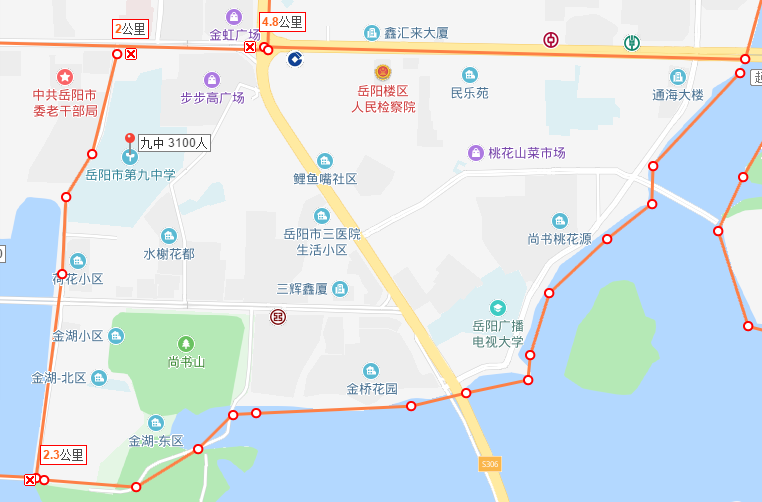 2公里
4.8公里
金虹广场
鑫汇来大厦
中共岳阳市
委老干部局
步步高广场
岳阳楼区
人民检察院
民乐苑
通海大楼
九中 3100人
岳阳市第九中学
桃花山菜市场
鲤鱼嘴社区
水榭花都
岳阳市三医院
生活小区
尚书桃花源
荷花小区
三辉鑫厦
金湖小区
尚书山
岳阳广播
电视大学
金湖-北区
金桥花园
金湖-东区
2.3公里
S306